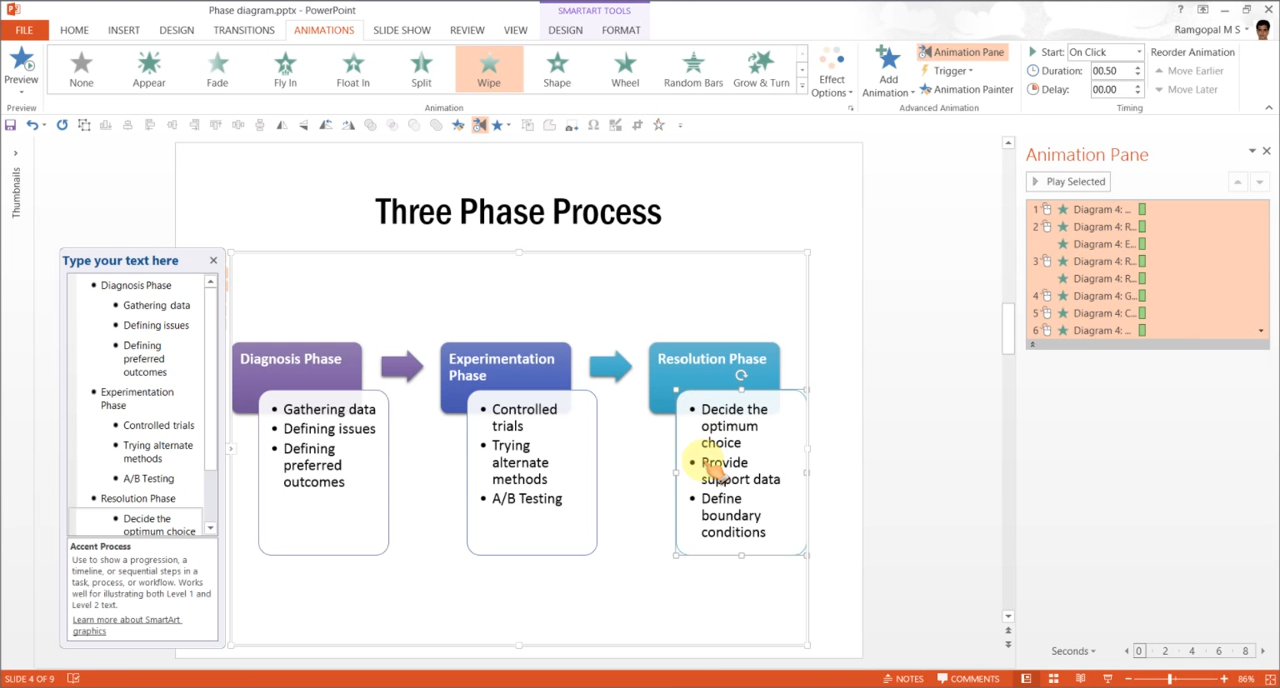 Phase diagram.pptx - PowerPoint
SMARTART TOOLS
?
FILE
HOME
INSERT
DESIGN
TRANSITIONS
ANIMATIONS
SLIDE SHOW
REVIEW
VIEW
DESIGN
FORMAT
Ramgopal M S
Preview
None
Appear
Fade
Fly In
Float In
Split
Wipe
Shape
Wheel
Random Bars
Grow & Turn
Effect
Options
Add
Animation
Animation Pane
Trigger
Animation Painter
Start: On Click
Duration: 00.50
Delay: 00.00
Reorder Animation
Move Earlier
Move Later
Preview
Animation
Advanced Animation
Timing
Thumbnails
Three Phase Process
Type your text here
• Diagnosis Phase
• Gathering data
• Defining issues
• Defining
preferred
outcomes
• Experimentation
Phase
• Controlled trials
• Trying alternate
methods
• A/B Testing
• Resolution Phase
• Decide the
optimum choice
Accent Process
Use to show a progression, a
timeline, or sequential steps in a
task, process, or workflow. Works
well for illustrating both Level 1 and
Level 2 text.
Learn more about SmartArt
graphics
Diagnosis Phase
• Gathering data
• Defining issues
• Defining
preferred
outcomes
Experimentation
Phase
• Controlled
trials
• Trying
alternate
methods
• A/B Testing
Resolution Phase
• Decide the
optimum
choice
• Provide
support data
• Define
boundary
conditions
Animation Pane
Play Selected
1 Diagram 4: ...
2 Diagram 4: R...
Diagram 4: E...
3 Diagram 4: R...
Diagram 4: R...
4 Diagram 4: G...
5 Diagram 4: C...
6 Diagram 4: ...
Seconds
0 2 4 6 8
SLIDE 4 OF 9
NOTES
COMMENTS
86%